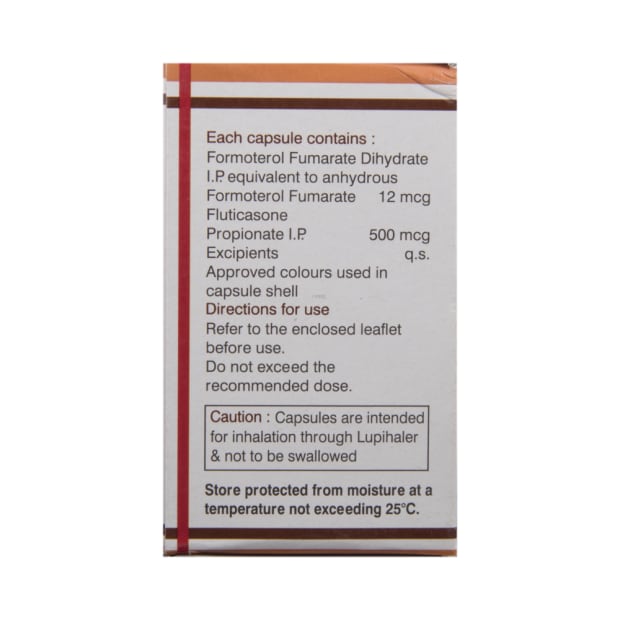 Each capsule contains :
Formoterol Fumarate Dihydrate
I.P. equivalent to anhydrous
Formoterol Fumarate 12 mcg
Fluticasone
Propionate I.P. 500 mcg
Excipients q.s.
Approved colours used in
capsule shell
Directions for use
Refer to the enclosed leaflet
before use.
Do not exceed the
recommended dose.
Caution : Capsules are intended
for inhalation through Lupihaler
& not to be swallowed
Store protected from moisture at a
temperature not exceeding 25°C.